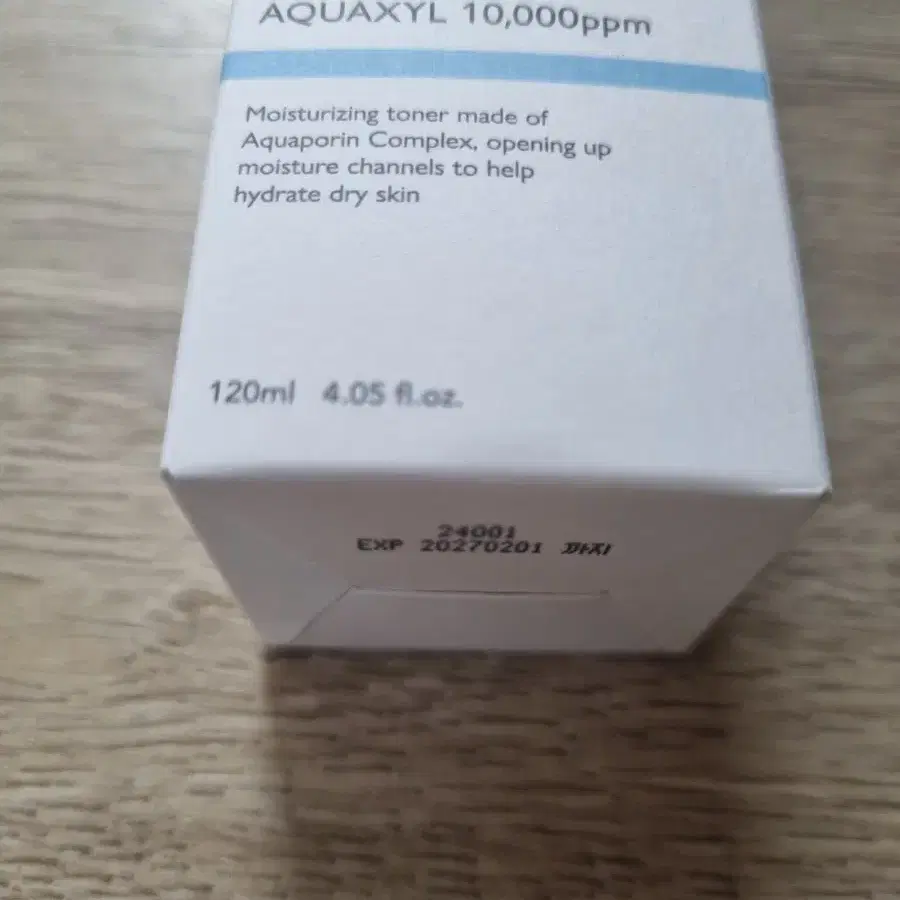 AQUAXYL 10,000ppm
Moisturizing toner made of
Aquaporin Complex, opening up
moisture channels to help
hydrate dry skin
120ml 4.05 fl.oz.
24001
EXP 20270201 까지